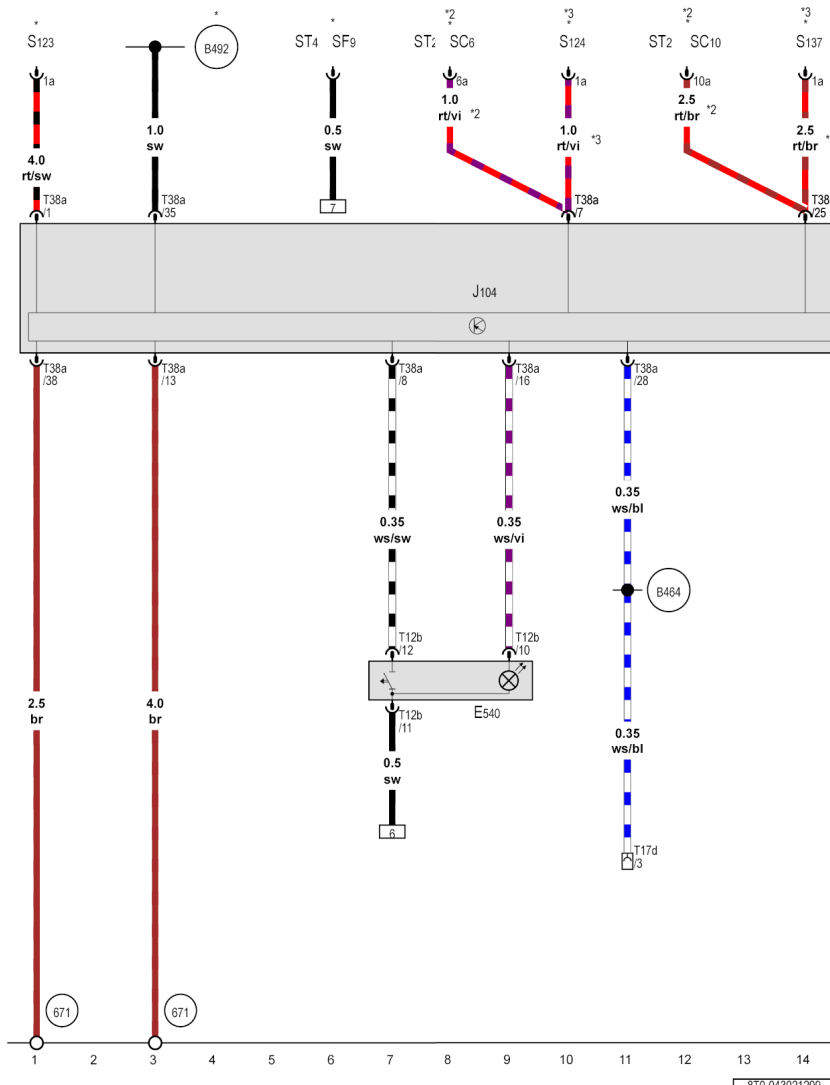 * * * *2 *3 *2 *3
S123 B492 ST4 SF9 ST2 SC6 S124 ST2 SC10 S137
1a 6a 1a 10a 1a
4.0 rt/sw
1.0 sw
0.5 sw
1.0 rt/vi *2
1.0 rt/vi *3
2.5 rt/br *2
2.5 rt/br *
T38a /1
T38a /35
7
T38a /7
T38 /25
J104
T38a /38
T38a /13
T38a /8
T38a /16
T38a /28
0.35 ws/sw
0.35 ws/vi
0.35 ws/bl
B464
T12b /12
T12b /10
E540
T12b /11
2.5 br
4.0 br
0.5 sw
0.35 ws/bl
6
T17d /3
671 671
1 2 3 4 5 6 7 8 9 10 11 12 13 14